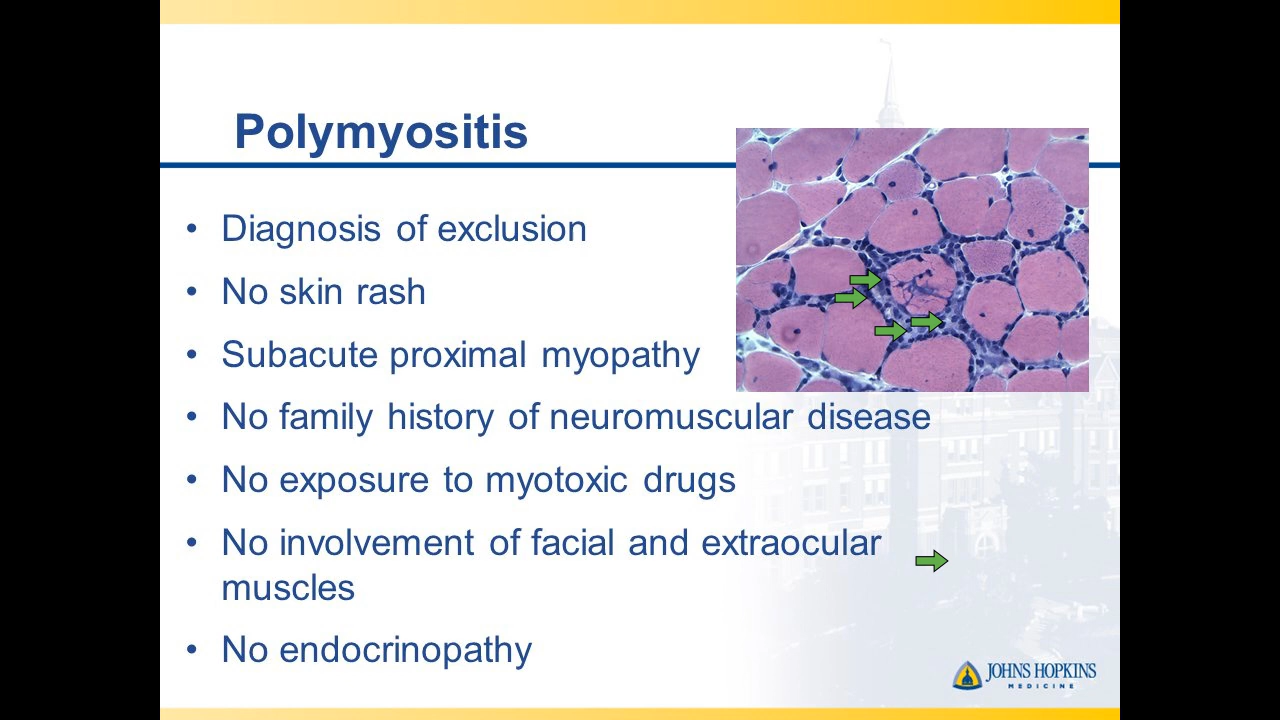 Polymyositis
• Diagnosis of exclusion
• No skin rash
• Subacute proximal myopathy
• No family history of neuromuscular disease
• No exposure to myotoxic drugs
• No involvement of facial and extraocular
muscles
• No endocrinopathy
JOHNS HOPKINS
MEDICINE